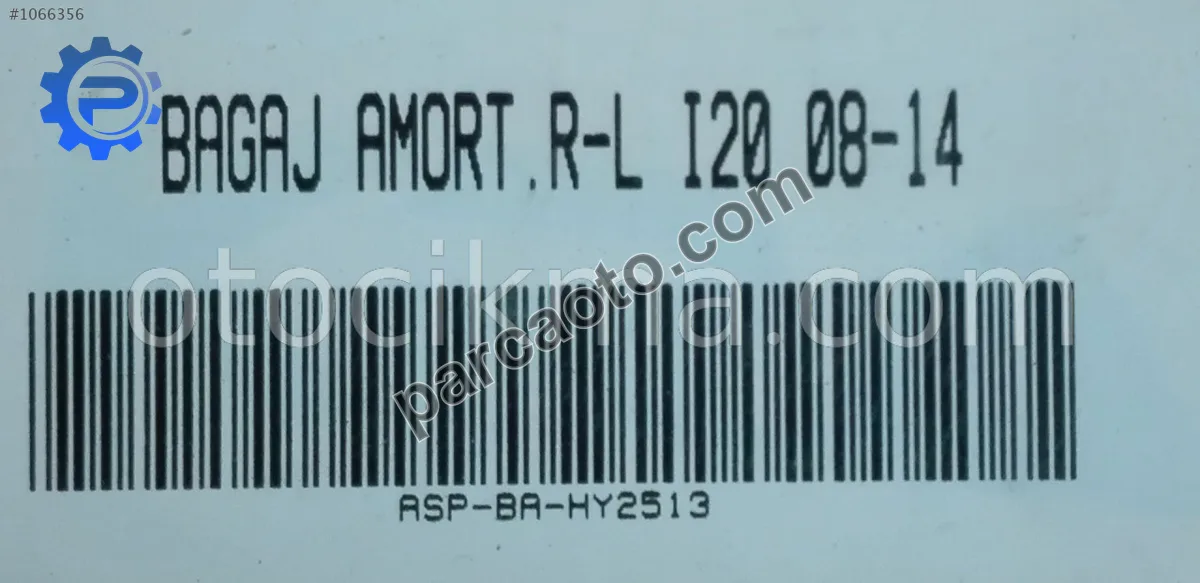 #1066356
BAGAJ AMORT.R-L I20 08-14
otocikma.com
parcaoto.com
ASP-BA-HY2513